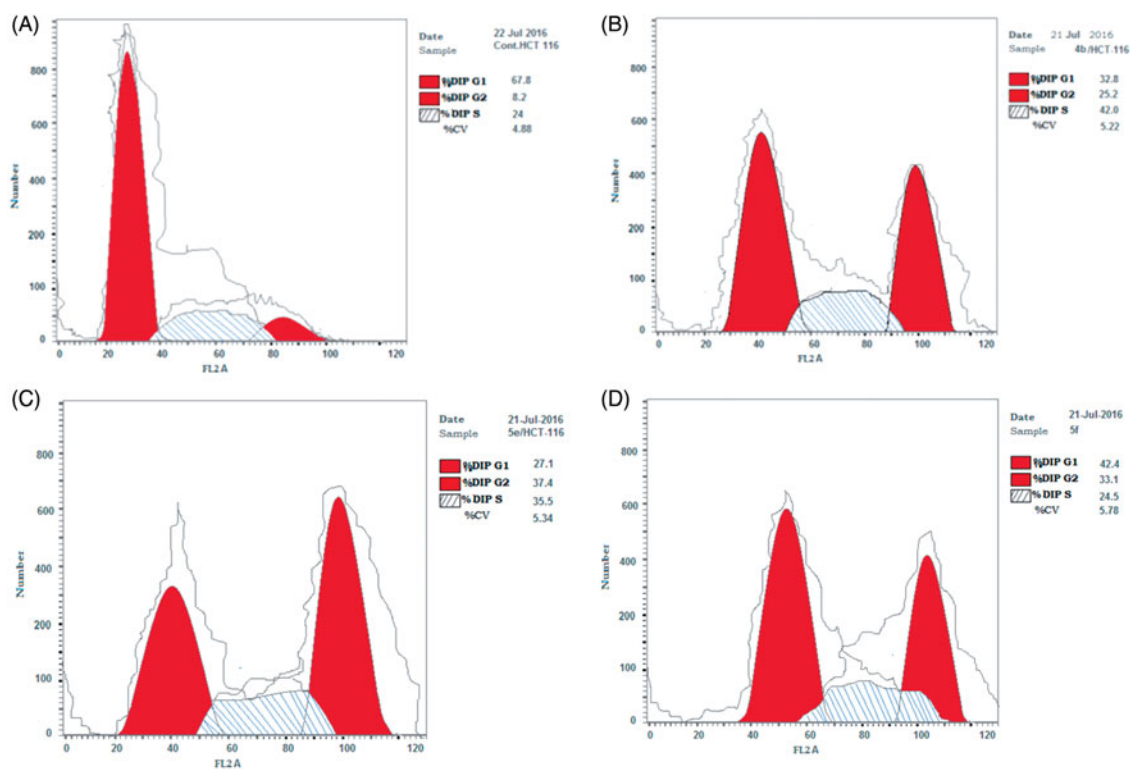 (A)
Date 22 Jul 2016
Sample Cont.HCT 116
%DIP G1 67.8
%DIP G2 8.2
% DIP S 24
%CV 4.88
Number
800
600
400
200
100
0
0 20 40 60 80 100 120
FL2A
(B)
Date 21 Jul 2016
Sample 4b/HCT-116
%DIP G1 32.8
%DIP G2 25.2
% DIP S 42.0
%CV 5.22
Number
800
600
400
200
100
0
0 20 40 60 80 100 120
FL2A
(C)
Date 21-Jul-2016
Sample 5e/HCT-116
%DIP G1 27.1
%DIP G2 37.4
% DIP S 35.5
%CV 5.34
Number
800
600
400
200
100
0
0 20 40 60 80 100 120
FL2A
(D)
Date 21-Jul-2016
Sample 5f
%DIP G1 42.4
%DIP G2 33.1
% DIP S 24.5
%CV 5.78
Number
800
600
400
200
100
0
0 20 40 60 80 100 120
FL2A